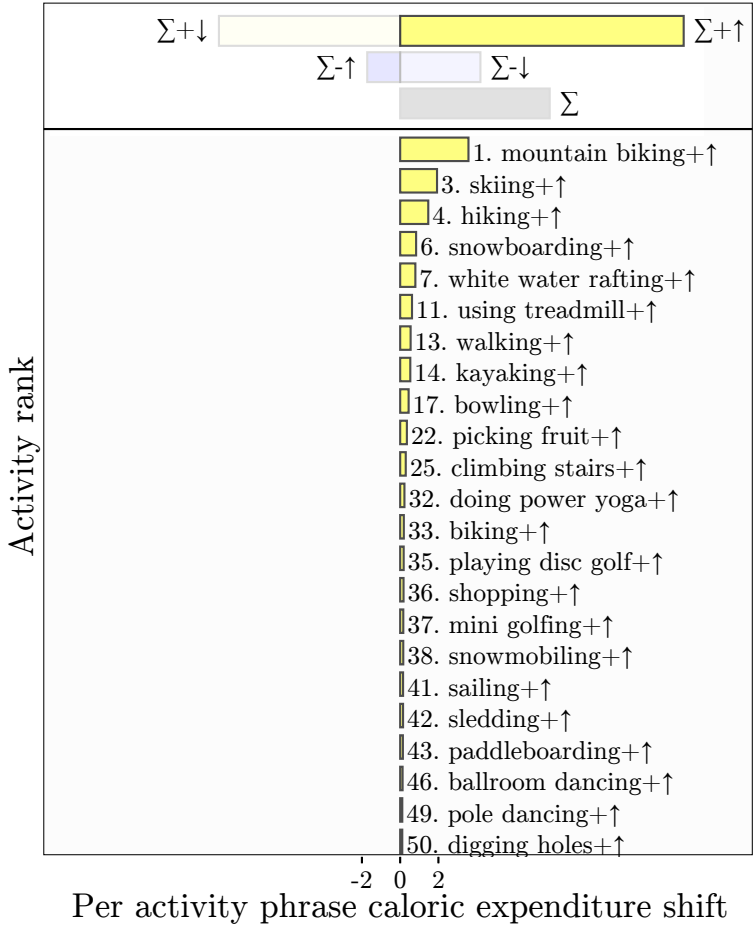 Σ+↓ Σ+↑
Σ-↑ Σ-↓
Σ
1. mountain biking+↑
3. skiing+↑
4. hiking+↑
6. snowboarding+↑
7. white water rafting+↑
11. using treadmill+↑
13. walking+↑
14. kayaking+↑
17. bowling+↑
22. picking fruit+↑
25. climbing stairs+↑
32. doing power yoga+↑
33. biking+↑
35. playing disc golf+↑
36. shopping+↑
37. mini golfing+↑
38. snowmobiling+↑
41. sailing+↑
42. sledding+↑
43. paddleboarding+↑
46. ballroom dancing+↑
49. pole dancing+↑
50. digging holes+↑
Activity rank
-2 0 2
Per activity phrase caloric expenditure shift